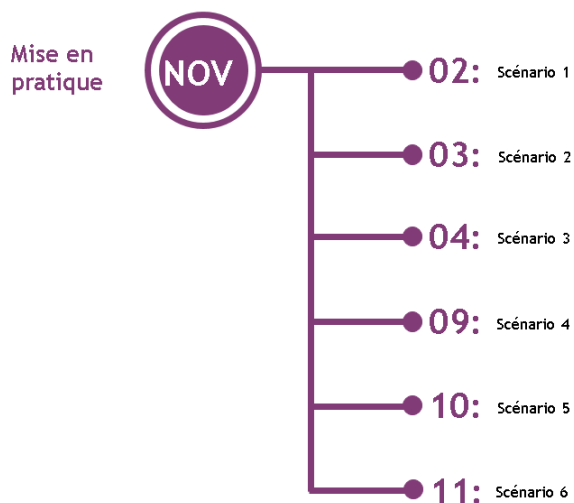 Mise en
pratique
NOV
02: Scénario 1
03: Scénario 2
04: Scénario 3
09: Scénario 4
10: Scénario 5
11: Scénario 6